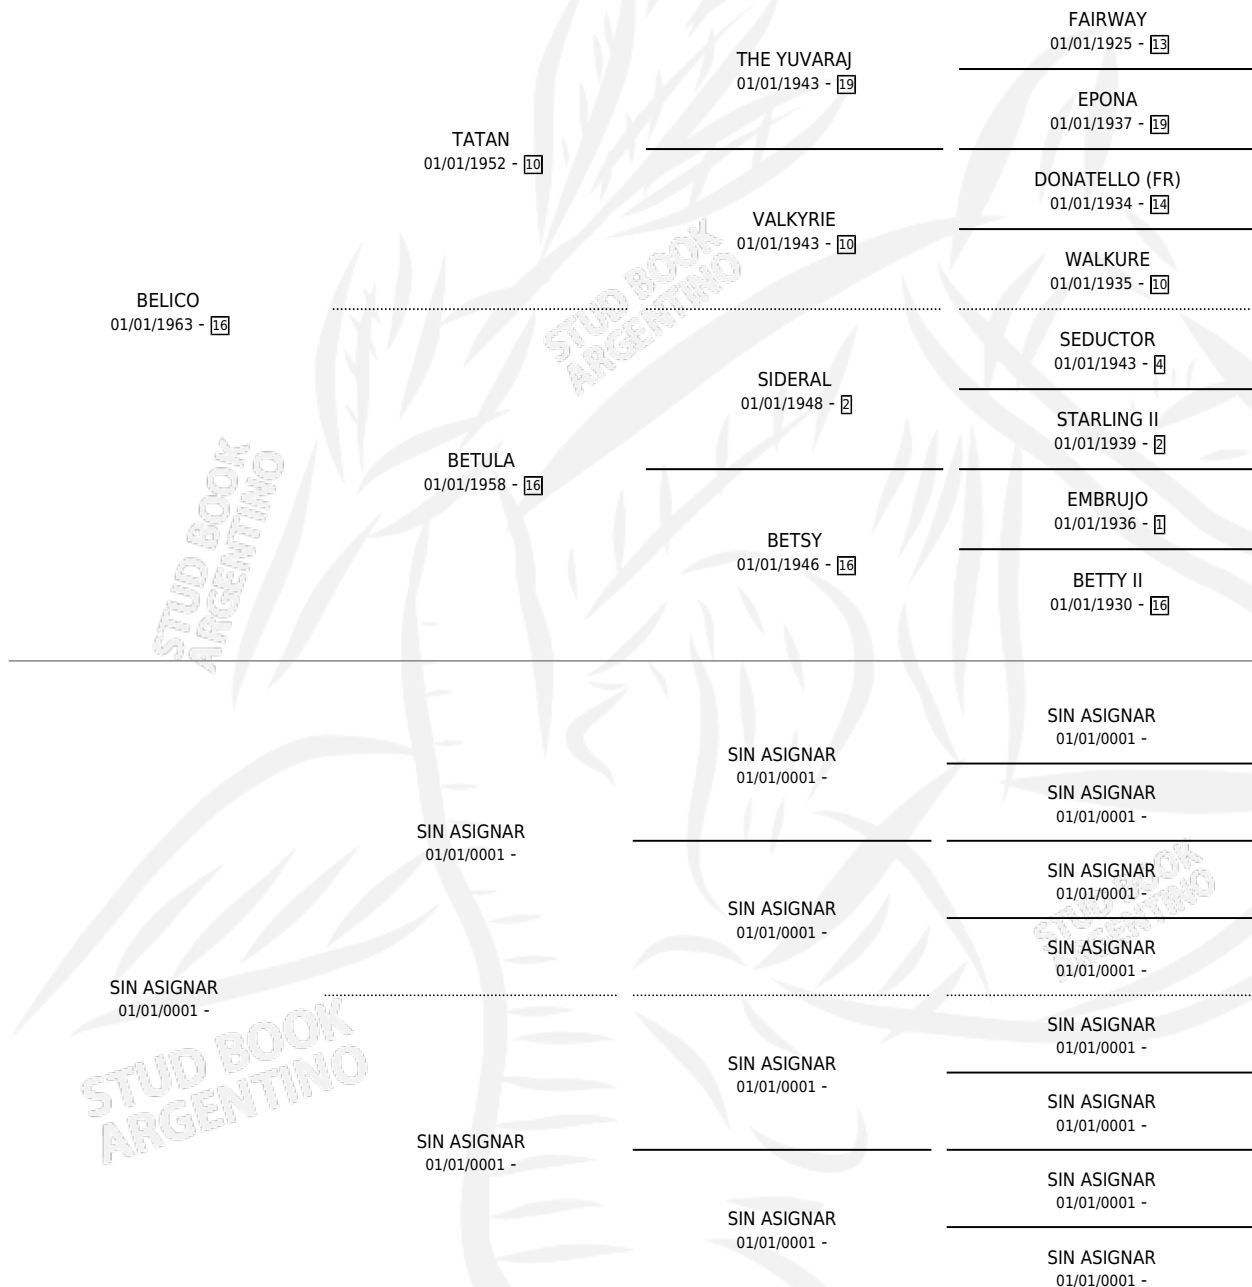 FAIRWAY
01/01/1925 - 13
THE YUVARAJ
01/01/1943 - 19
EPONA
01/01/1937 - 19
TATAN
01/01/1952 - 10
DONATELLO (FR)
01/01/1934 - 14
VALKYRIE
01/01/1943 - 10
WALKURE
01/01/1935 - 10
BELICO
01/01/1963 - 16
STUD BOOK
ARGENTINO
SEDUCTOR
01/01/1943 - 4
SIDERAL
01/01/1948 - 2
STARLING II
01/01/1939 - 2
BETULA
01/01/1958 - 16
EMBRUJO
01/01/1936 - 1
BETSY
01/01/1946 - 16
BETTY II
01/01/1930 - 16
STUD BOOK
ARGENTINO
SIN ASIGNAR
01/01/0001 -
SIN ASIGNAR
01/01/0001 -
SIN ASIGNAR
01/01/0001 -
SIN ASIGNAR
01/01/0001 -
SIN ASIGNAR
01/01/0001 -
SIN ASIGNAR
01/01/0001 -
SIN ASIGNAR
01/01/0001 -
STUD BOOK
ARGENTINO
SIN ASIGNAR
01/01/0001 -
SIN ASIGNAR
01/01/0001 -
SIN ASIGNAR
01/01/0001 -
SIN ASIGNAR
01/01/0001 -
STUD BOOK
ARGENTINO
SIN ASIGNAR
01/01/0001 -
SIN ASIGNAR
01/01/0001 -
SIN ASIGNAR
01/01/0001 -
SIN ASIGNAR
01/01/0001 -